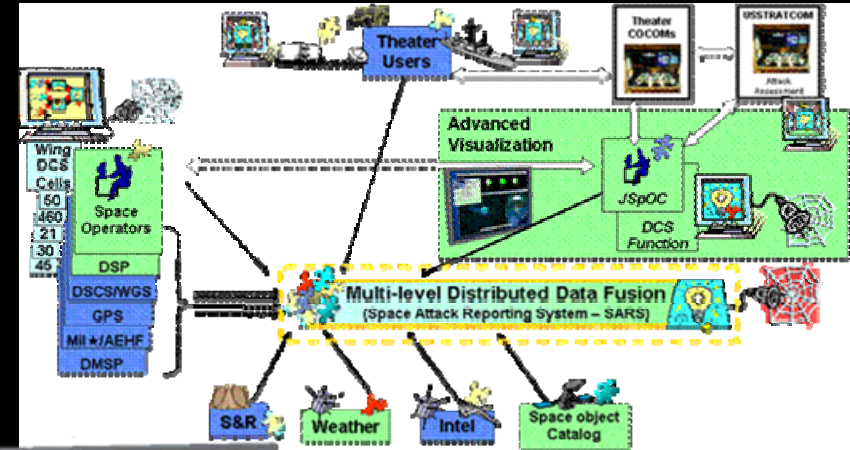 Theater
Users
Theater
COCOMs
USSTRATCOM
Attack
Assessment
Advanced
Visualization
JSpOC
DCS
Function
Wing
DCS
Cells
50
460
21
30
45
Space
Operators
DSP
DSCS/WGS
GPS
Mil★/AEHF
DMSP
Multi-level Distributed Data Fusion
(Space Attack Reporting System – SARS)
S&R
Weather
Intel
Space object
Catalog